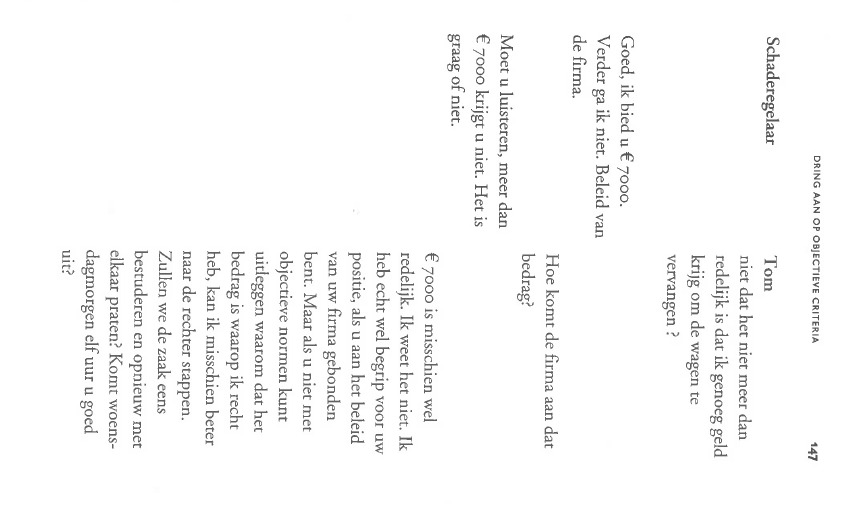 DRING AAN OP OBJECTIEVE CRITERIA 147
Schaderegelaar
Tom
niet dat het niet meer dan
redelijk is dat ik genoeg geld
krijg om de wagen te
vervangen ?
Goed, ik bied u € 7000.
Verder ga ik niet. Beleid van
de firma.
Hoe komt de firma aan dat
bedrag?
Moet u luisteren, meer dan
€ 7000 krijgt u niet. Het is
graag of niet.
€ 7000 is misschien wel
redelijk. Ik weet het niet. Ik
heb echt wel begrip voor uw
positie, als u aan het beleid
van uw firma gebonden
bent. Maar als u niet met
objectieve normen kunt
uitleggen waarom dat het
bedrag is waarop ik recht
heb, kan ik misschien beter
naar de rechter stappen.
Zullen we de zaak eens
bestuderen en opnieuw met
elkaar praten? Komt woens-
dagmorgen elf uur u goed
uit?